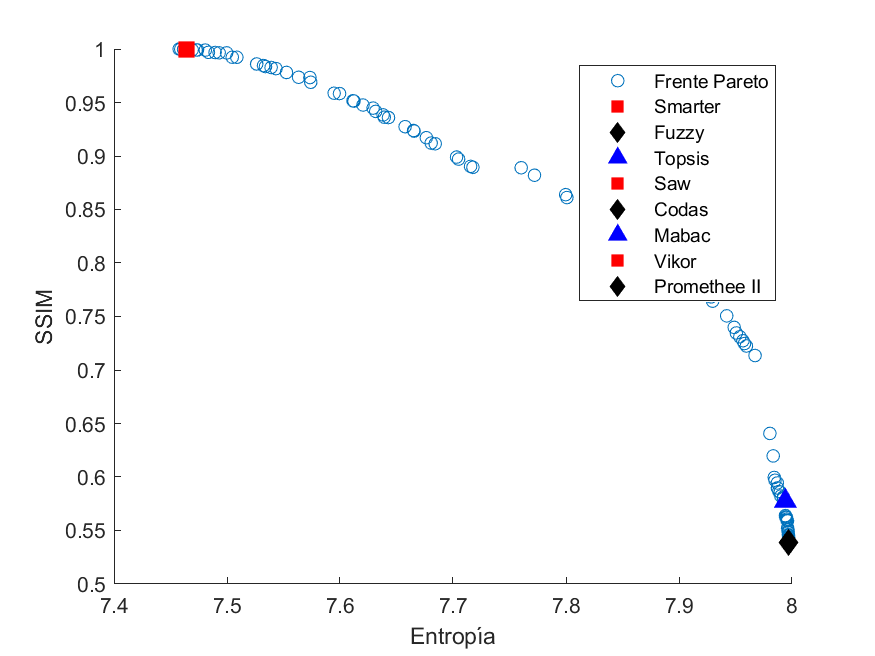 1
0.95
0.9
0.85
0.8
0.75
0.7
0.65
0.6
0.55
0.5
SSIM
7.4
7.5
7.6
7.7
7.8
7.9
8
Entropía
Frente Pareto
Smarter
Fuzzy
Topsis
Saw
Codas
Mabac
Vikor
Promethee II